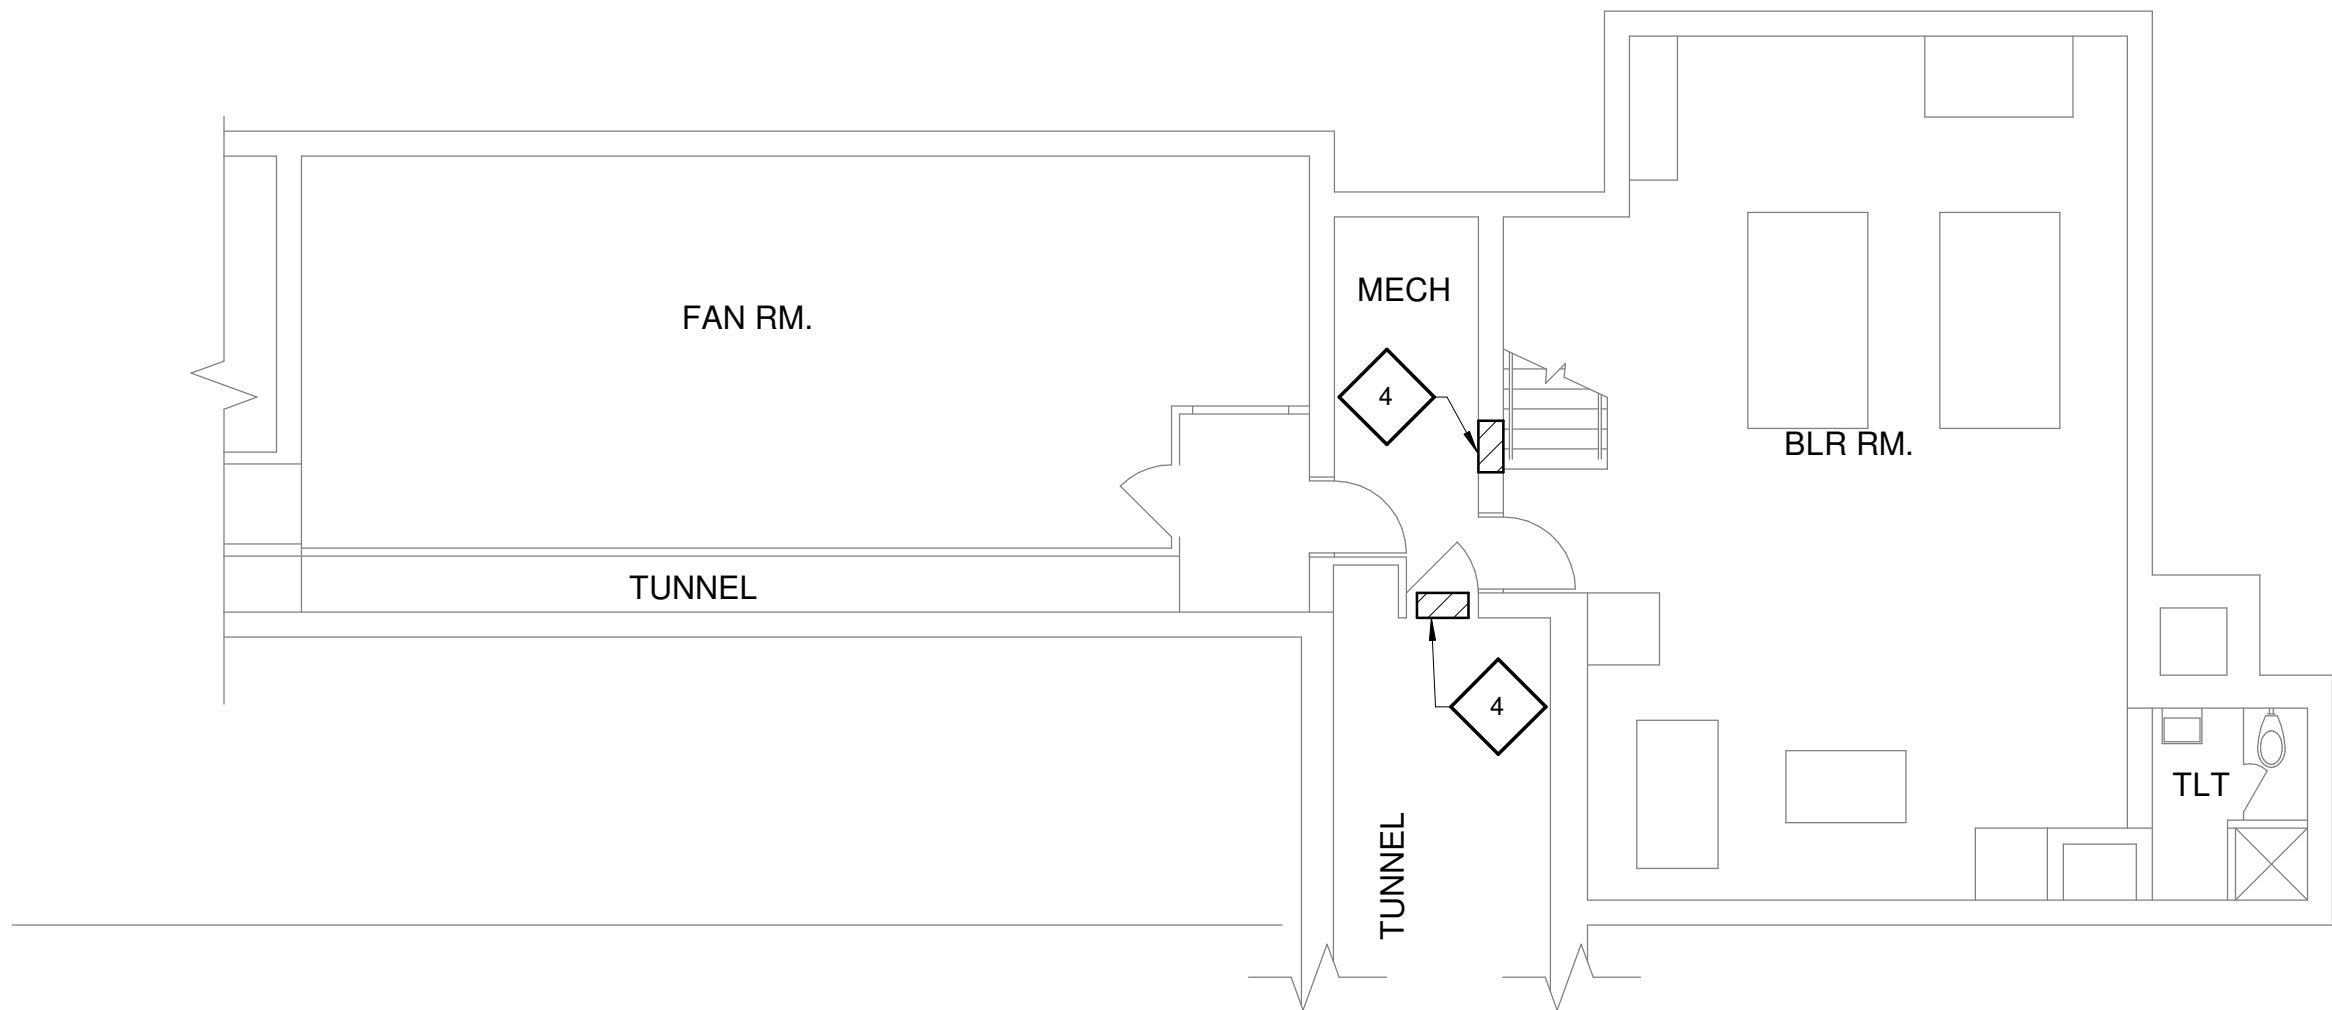 MECH
FAN RM.
4
BLR RM.
TUNNEL
4
TLT
TUNNEL